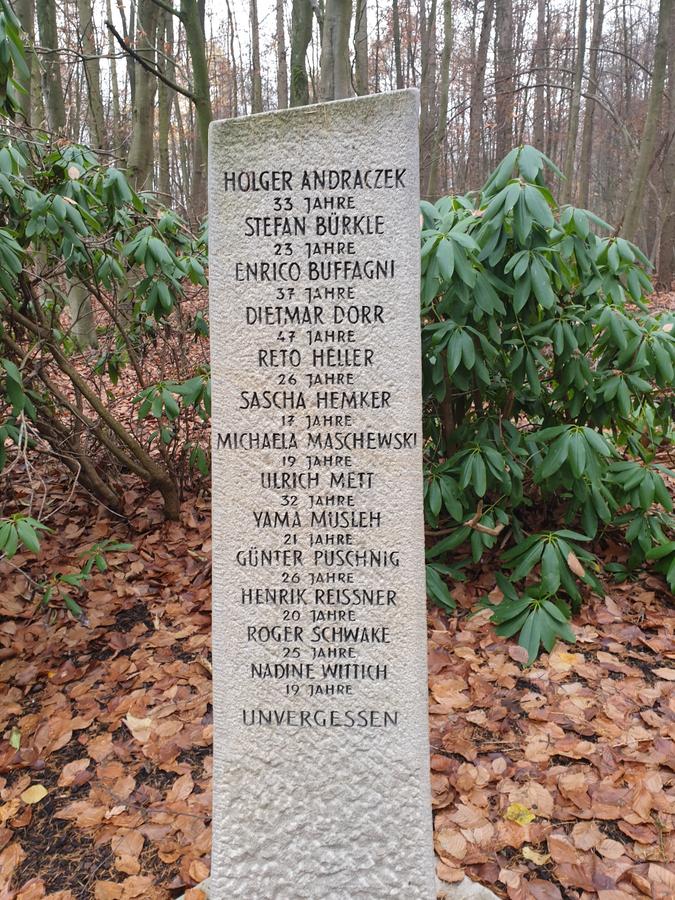 HOLGER ANDRACZEK
33 JAHRE
STEFAN BÜRKLE
23 JAHRE
ENRICO BUFFAGNI
37 JAHRE
DIETMAR DORR
47 JAHRE
RETO HELLER
26 JAHRE
SASCHA HEMKER
17 JAHRE
MICHAELA MASCHEWSKI
19 JAHRE
ULRICH METT
32 JAHRE
YAMA MUSLEH
21 JAHRE
GÜNTER PUSCHNIG
26 JAHRE
HENRIK REISSNER
20 JAHRE
ROGER SCHWAKE
25 JAHRE
NADINE WITTICH
19 JAHRE
UNVERGESSEN